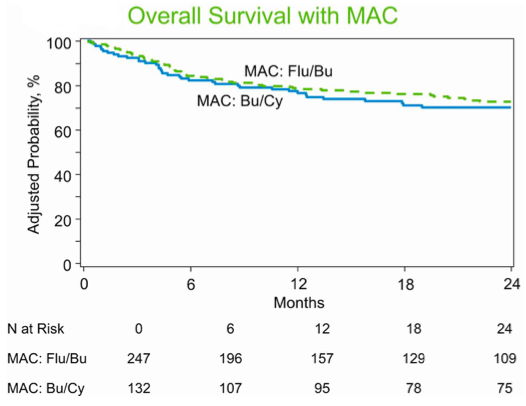 Overall Survival with MAC
100
80
60
40
20
0
Adjusted Probability, %
MAC: Flu/Bu
MAC: Bu/Cy
0 6 12 18 24
Months
N at Risk 0 6 12 18 24
MAC: Flu/Bu 247 196 157 129 109
MAC: Bu/Cy 132 107 95 78 75